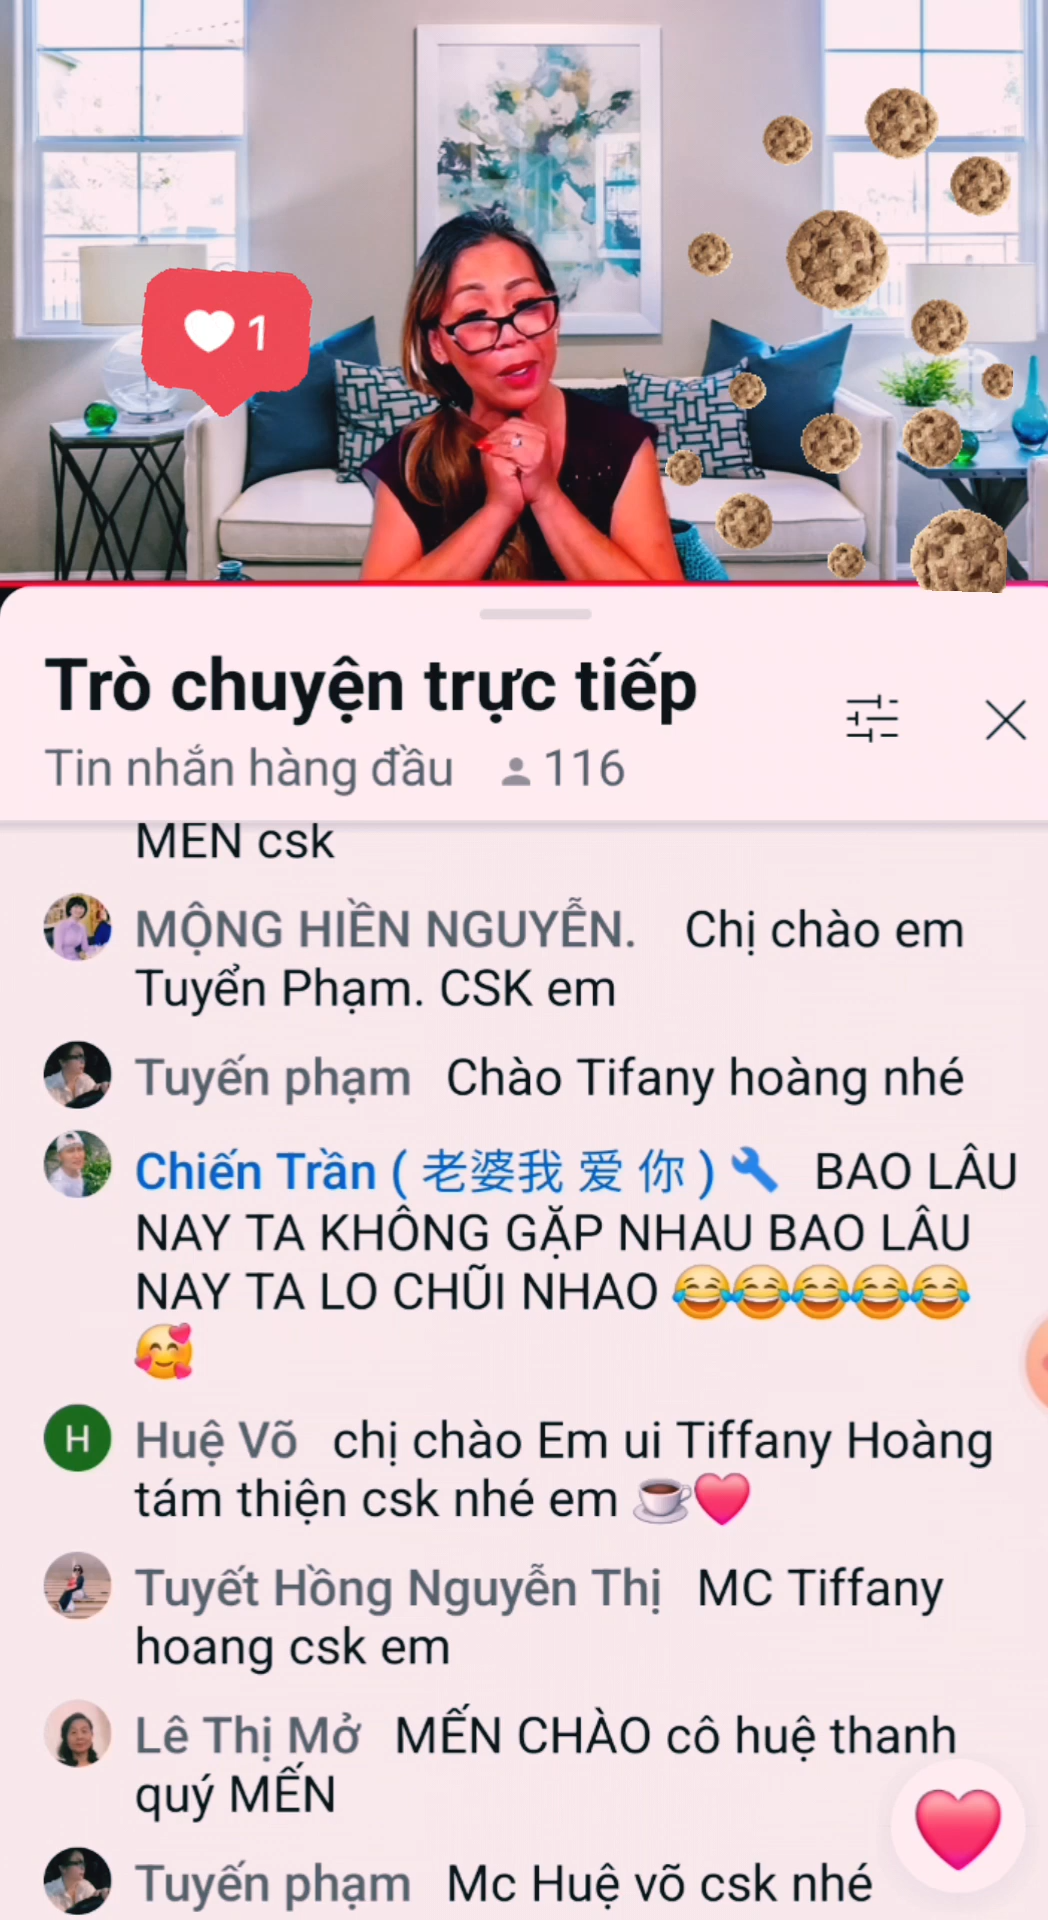 1
Trò chuyện trực tiếp
Tin nhắn hàng đầu 116
MEN csk
MỘNG HIỀN NGUYỄN. Chị chào em
Tuyển Phạm. CSK em
Tuyến phạm Chào Tifany hoàng nhé
Chiến Trần ( 老婆我 爱 你 ) BAO LÂU
NAY TA KHÔNG GẶP NHAU BAO LÂU
NAY TA LO CHŨI NHAO 😂😂😂😂😂
🥰
H Huệ Võ chị chào Em ui Tiffany Hoàng
tám thiện csk nhé em ☕❤️
Tuyết Hồng Nguyễn Thị MC Tiffany
hoang csk em
Lê Thị Mở MẾN CHÀO cô huệ thanh
quý MẾN
Tuyến phạm Mc Huệ võ csk nhé